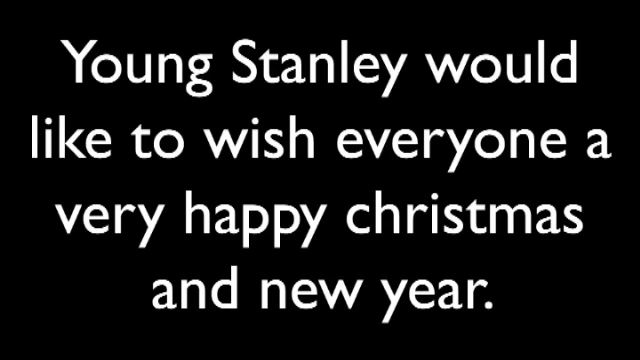 Young Stanley would
like to wish everyone a
very happy christmas
and new year.